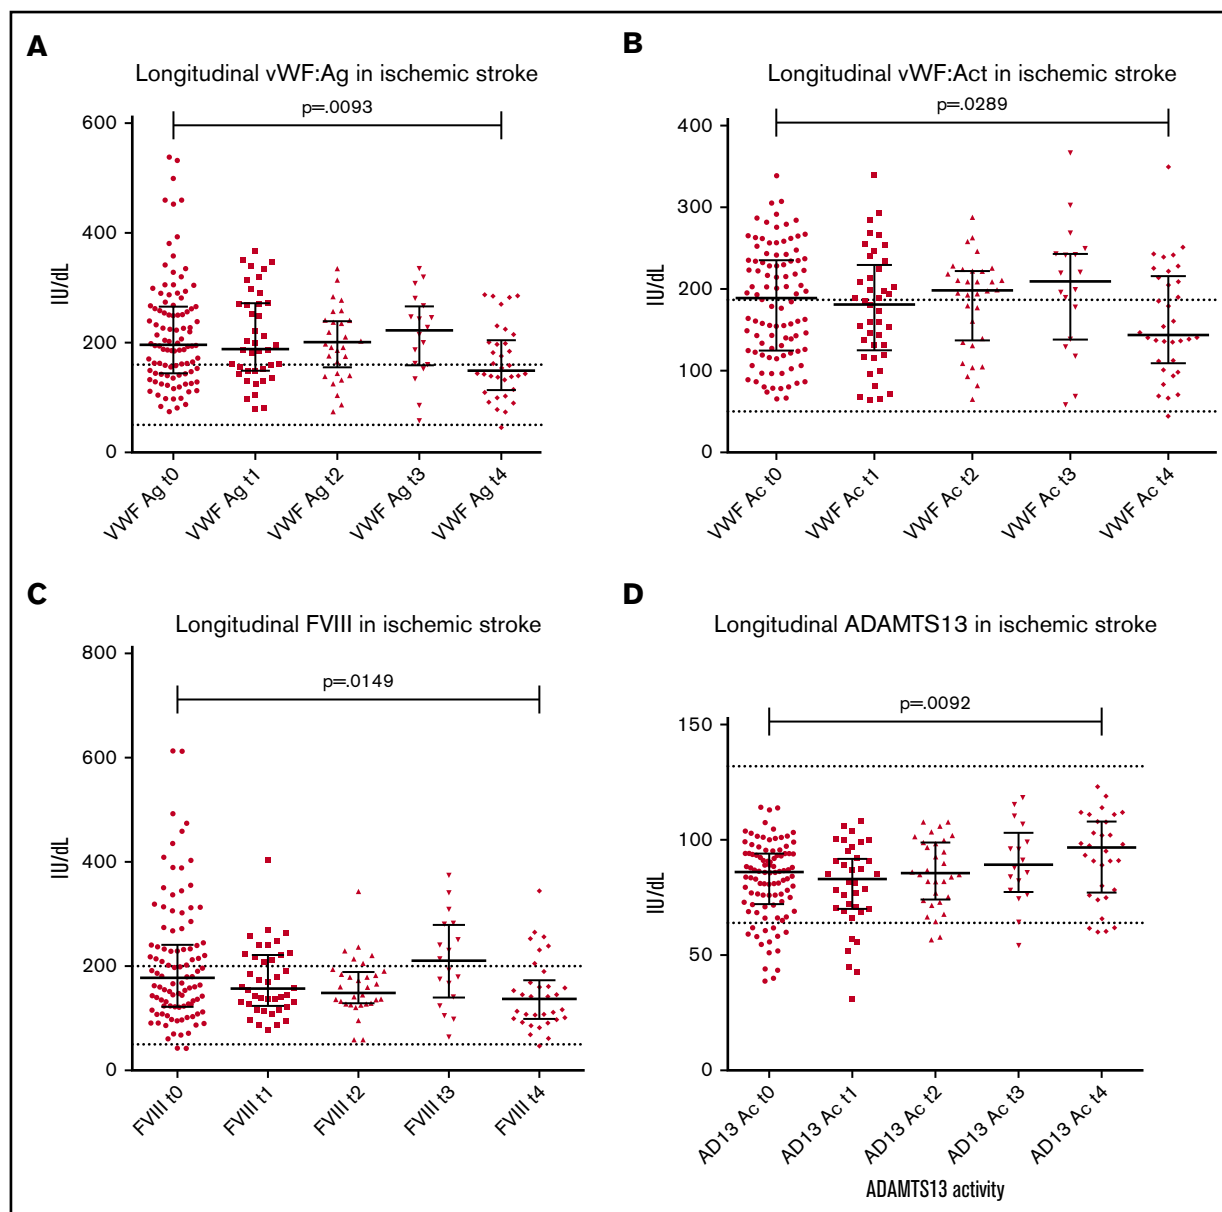 A
Longitudinal vWF:Ag in ischemic stroke
p=.0093
600
400
200
0
IU/dL
VWF Ag t0
VWF Ag t1
VWF Ag t2
VWF Ag t3
VWF Ag t4
B
Longitudinal vWF:Act in ischemic stroke
p=.0289
400
300
200
100
0
IU/dL
VWF Ac t0
VWF Ac t1
VWF Ac t2
VWF Ac t3
VWF Ac t4
C
Longitudinal FVIII in ischemic stroke
p=.0149
800
600
400
200
0
IU/dL
FVIII t0
FVIII t1
FVIII t2
FVIII t3
FVIII t4
D
Longitudinal ADAMTS13 in ischemic stroke
p=.0092
150
100
50
0
IU/dL
AD13 Ac t0
AD13 Ac t1
AD13 Ac t2
AD13 Ac t3
AD13 Ac t4
ADAMTS13 activity